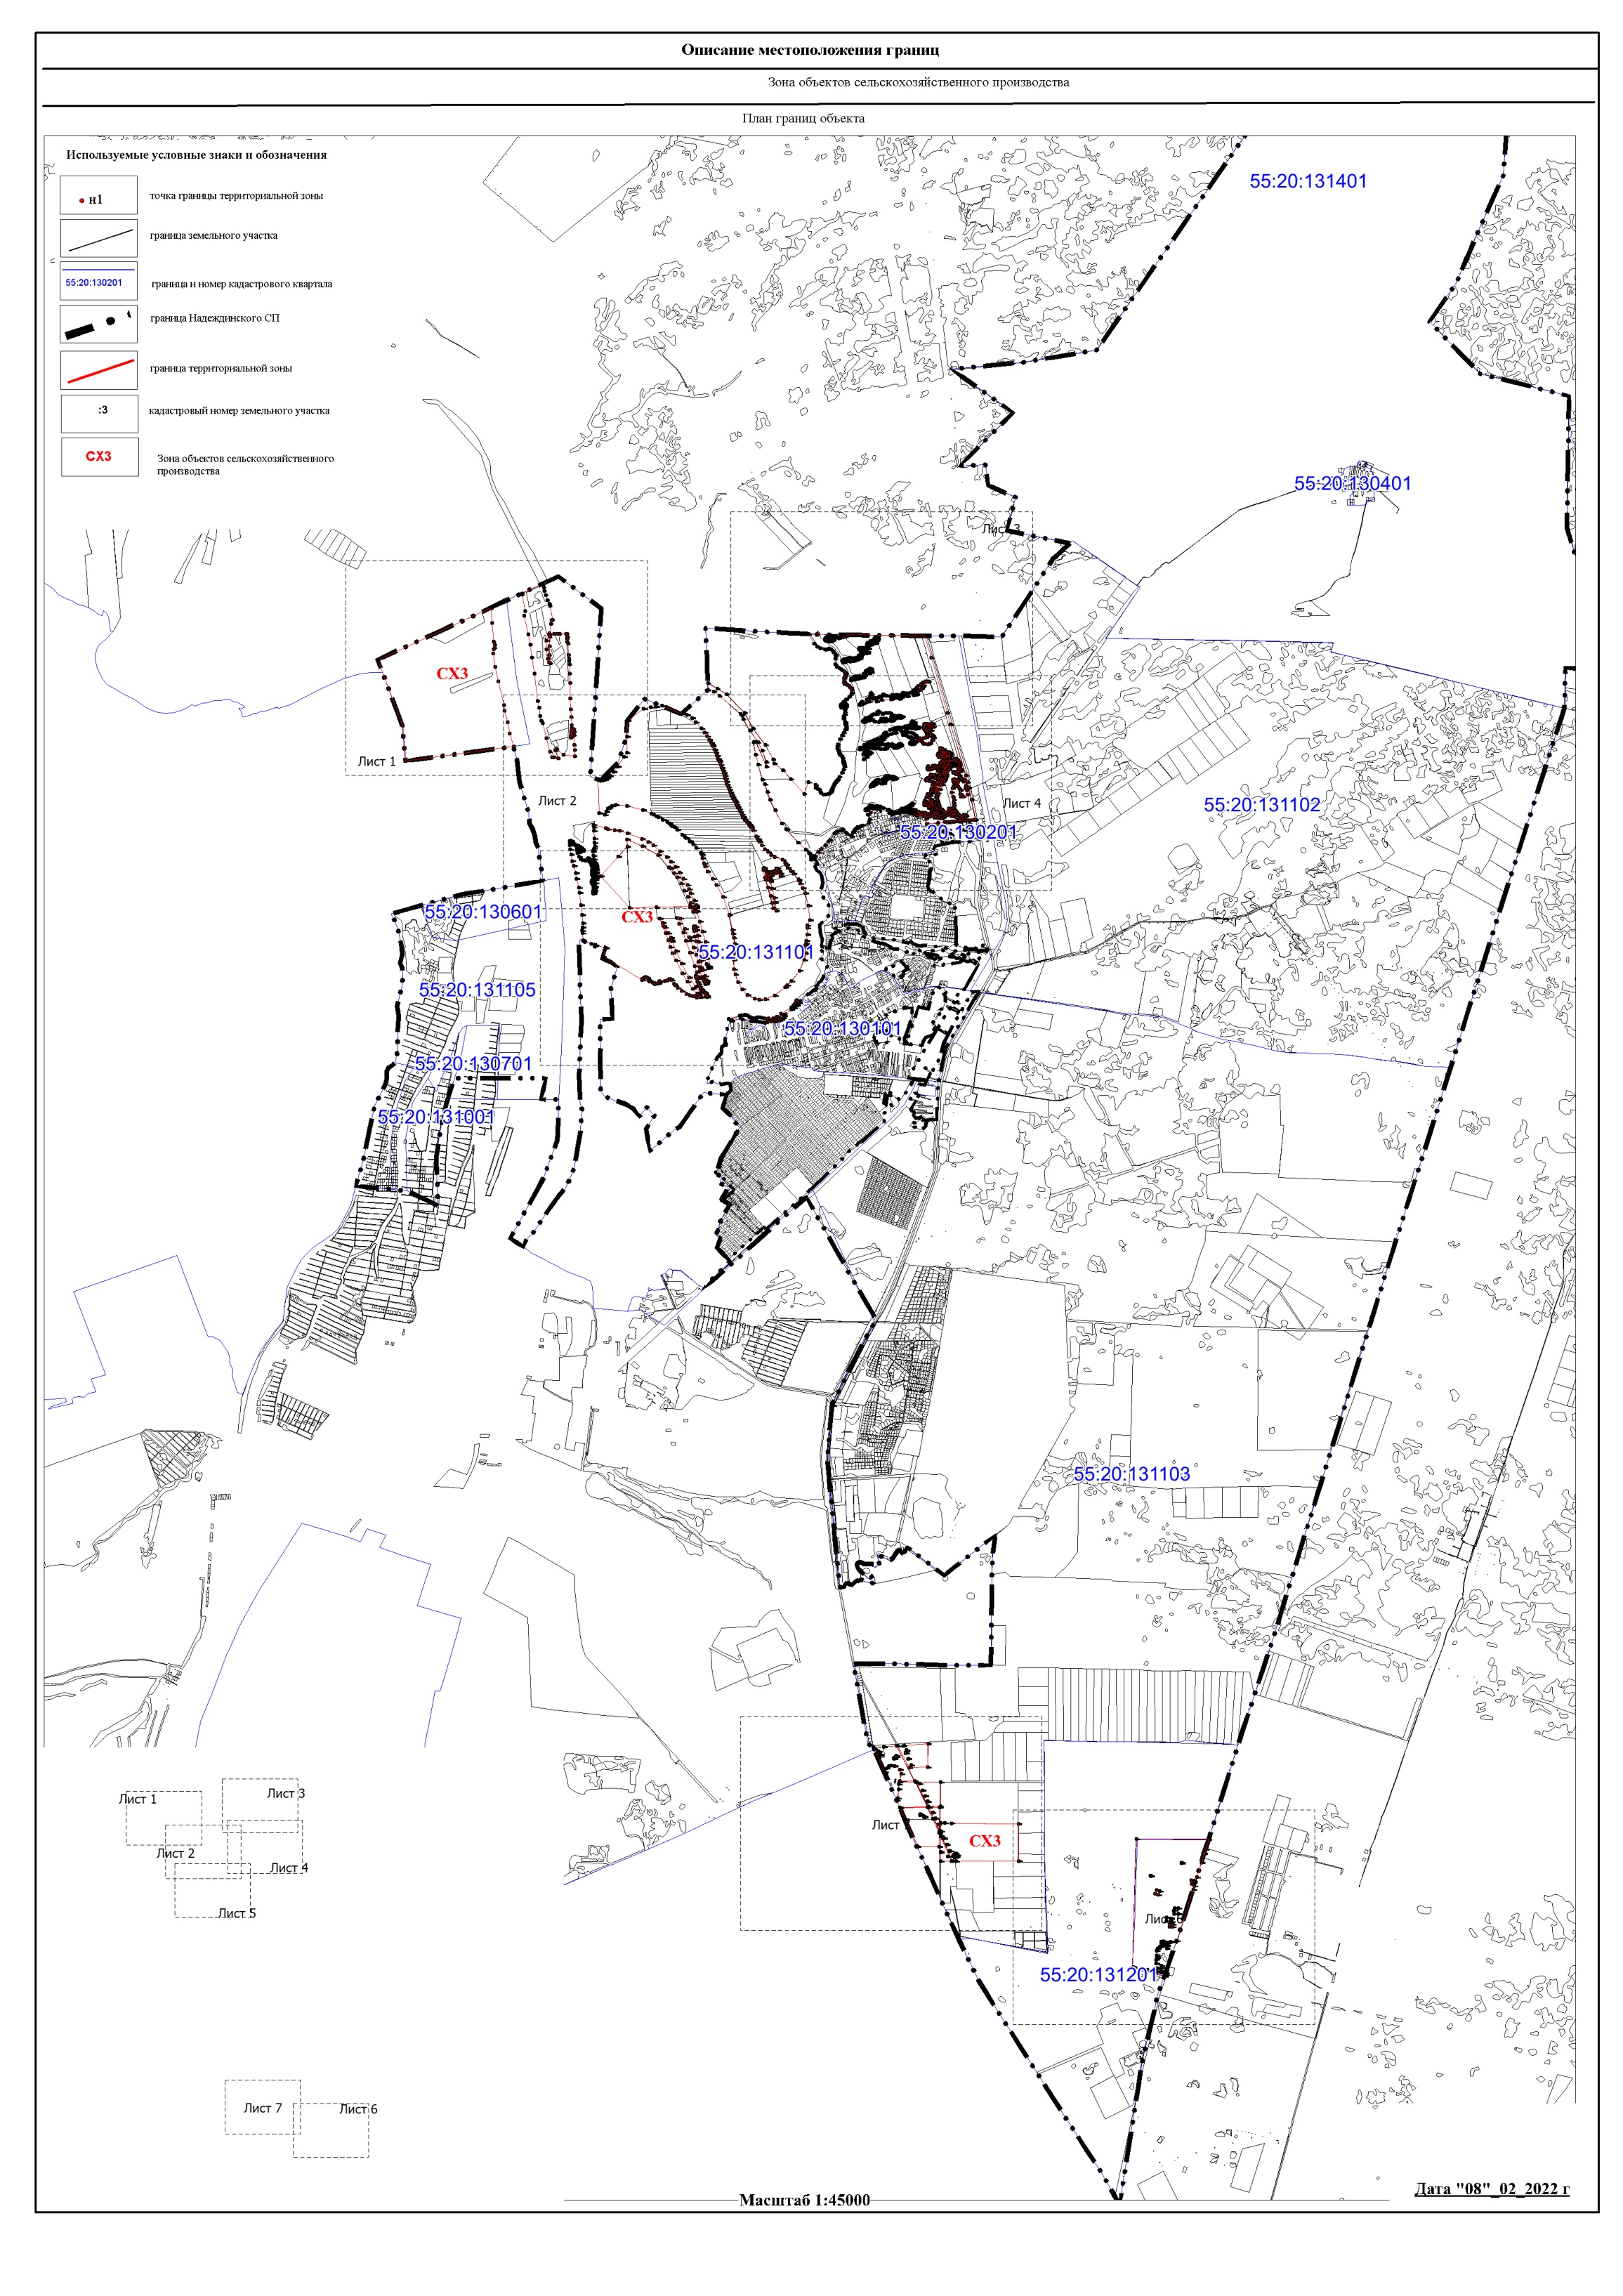 Описание местоположения границ
Зона объектов сельскохозяйственного производства
План границ объекта
Используемые условные знаки и обозначения
н1
точка границы территориальной зоны
граница земельного участка
55:20:130201
граница и номер кадастрового квартала
граница Надеждинского СП
граница территориальной зоны
:3
кадастровый номер земельного участка
СХ3
Зона объектов сельскохозяйственного
производства
55:20:131401
55:20:130401
Лист 3
СХ3
Лист 1
Лист 2
Лист 4
55:20:131102
55:20:130201
55:20:130601
СХ3
55:20:131101
55:20:131105
55:20:130101
55:20:130701
55:20:131001
55:20:131103
Лист 1
Лист 3
Лист 2
Лист 4
Лист 5
Лист
СХ3
Лист 6
55:20:131201
Лист 7
Лист 6
Масштаб 1:45000
Дата "08"_02_2022 г